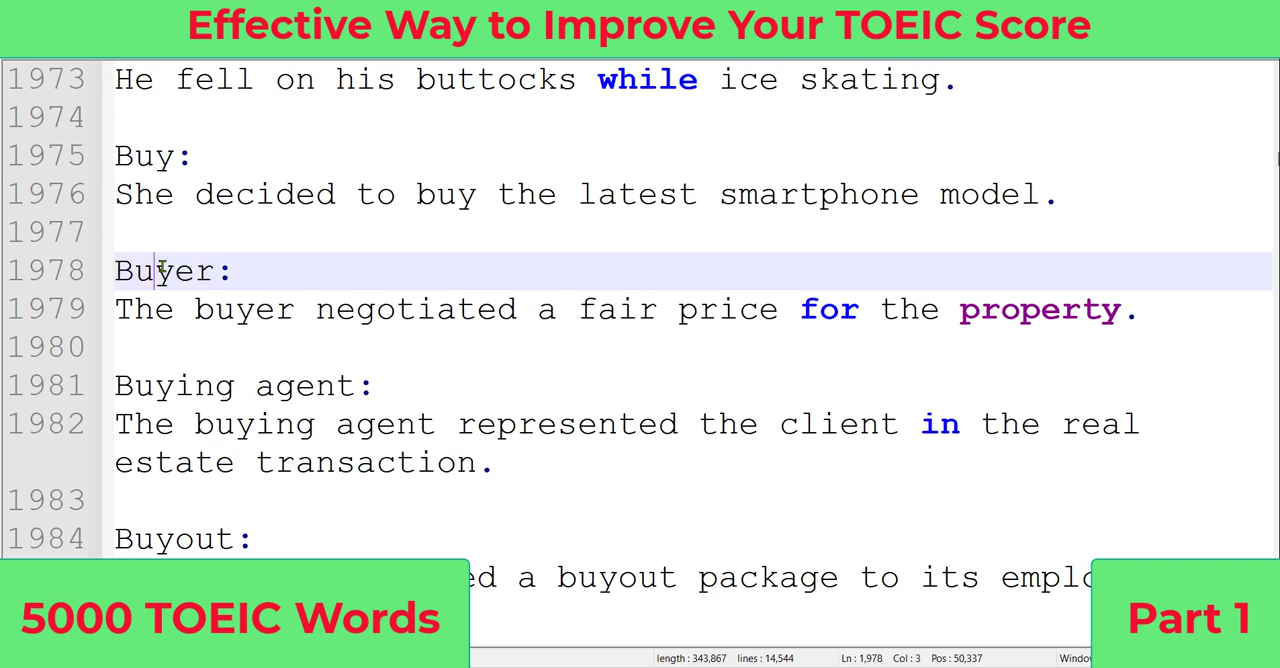 Effective Way to Improve Your TOEIC Score
1973 He fell on his buttocks while ice skating.
1974
1975 Buy:
1976 She decided to buy the latest smartphone model.
1977
1978 Buyer:
1979 The buyer negotiated a fair price for the property.
1980
1981 Buying agent:
1982 The buying agent represented the client in the real
estate transaction.
1983
1984 Buyout:
a buyout package to its
5000 TOEIC Words
Part 1
length : 343,867 lines : 14,544 Ln : 1,978 Col : 3 Pos : 50,337